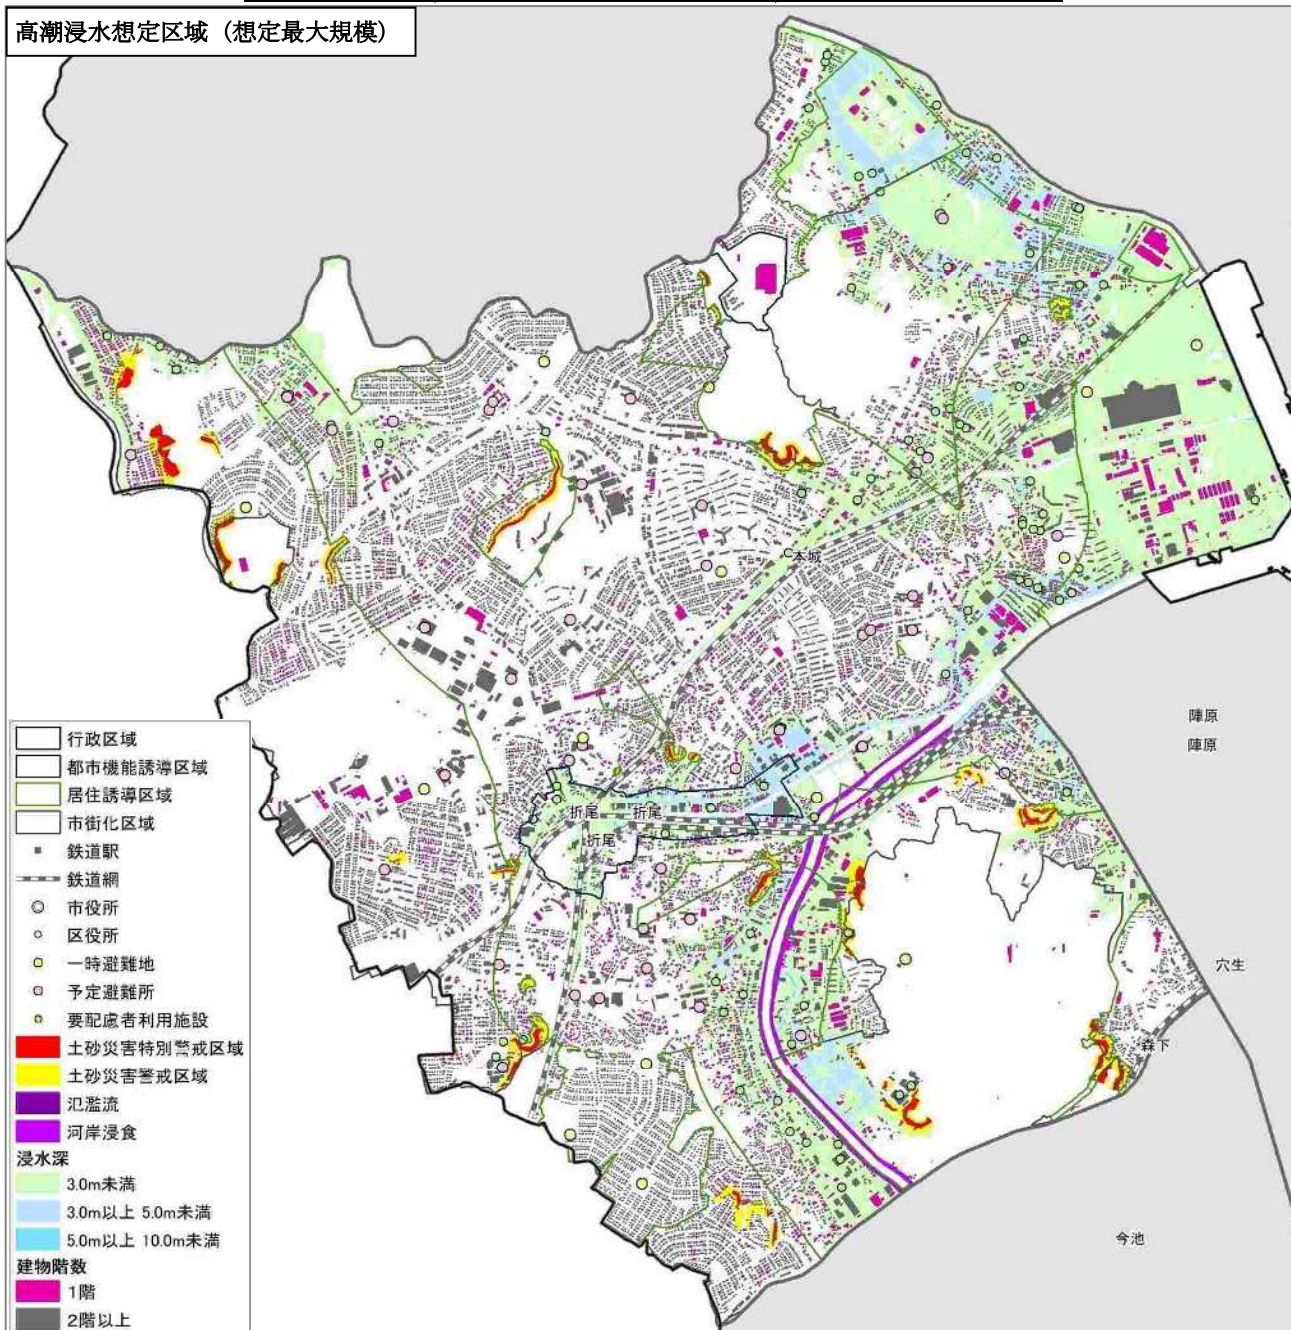 高潮浸水想定区域（想定最大規模）
本城
陣原
陣原
折尾
折尾
折尾
穴生
森下
今池
行政区域
都市機能誘導区域
居住誘導区域
市街化区域
鉄道駅
鉄道網
市役所
区役所
一時避難地
予定避難所
要配慮者利用施設
土砂災害特別警戒区域
土砂災害警戒区域
氾濫流
河岸浸食
浸水深
3.0m未満
3.0m以上 5.0m未満
5.0m以上 10.0m未満
建物階数
1階
2階以上